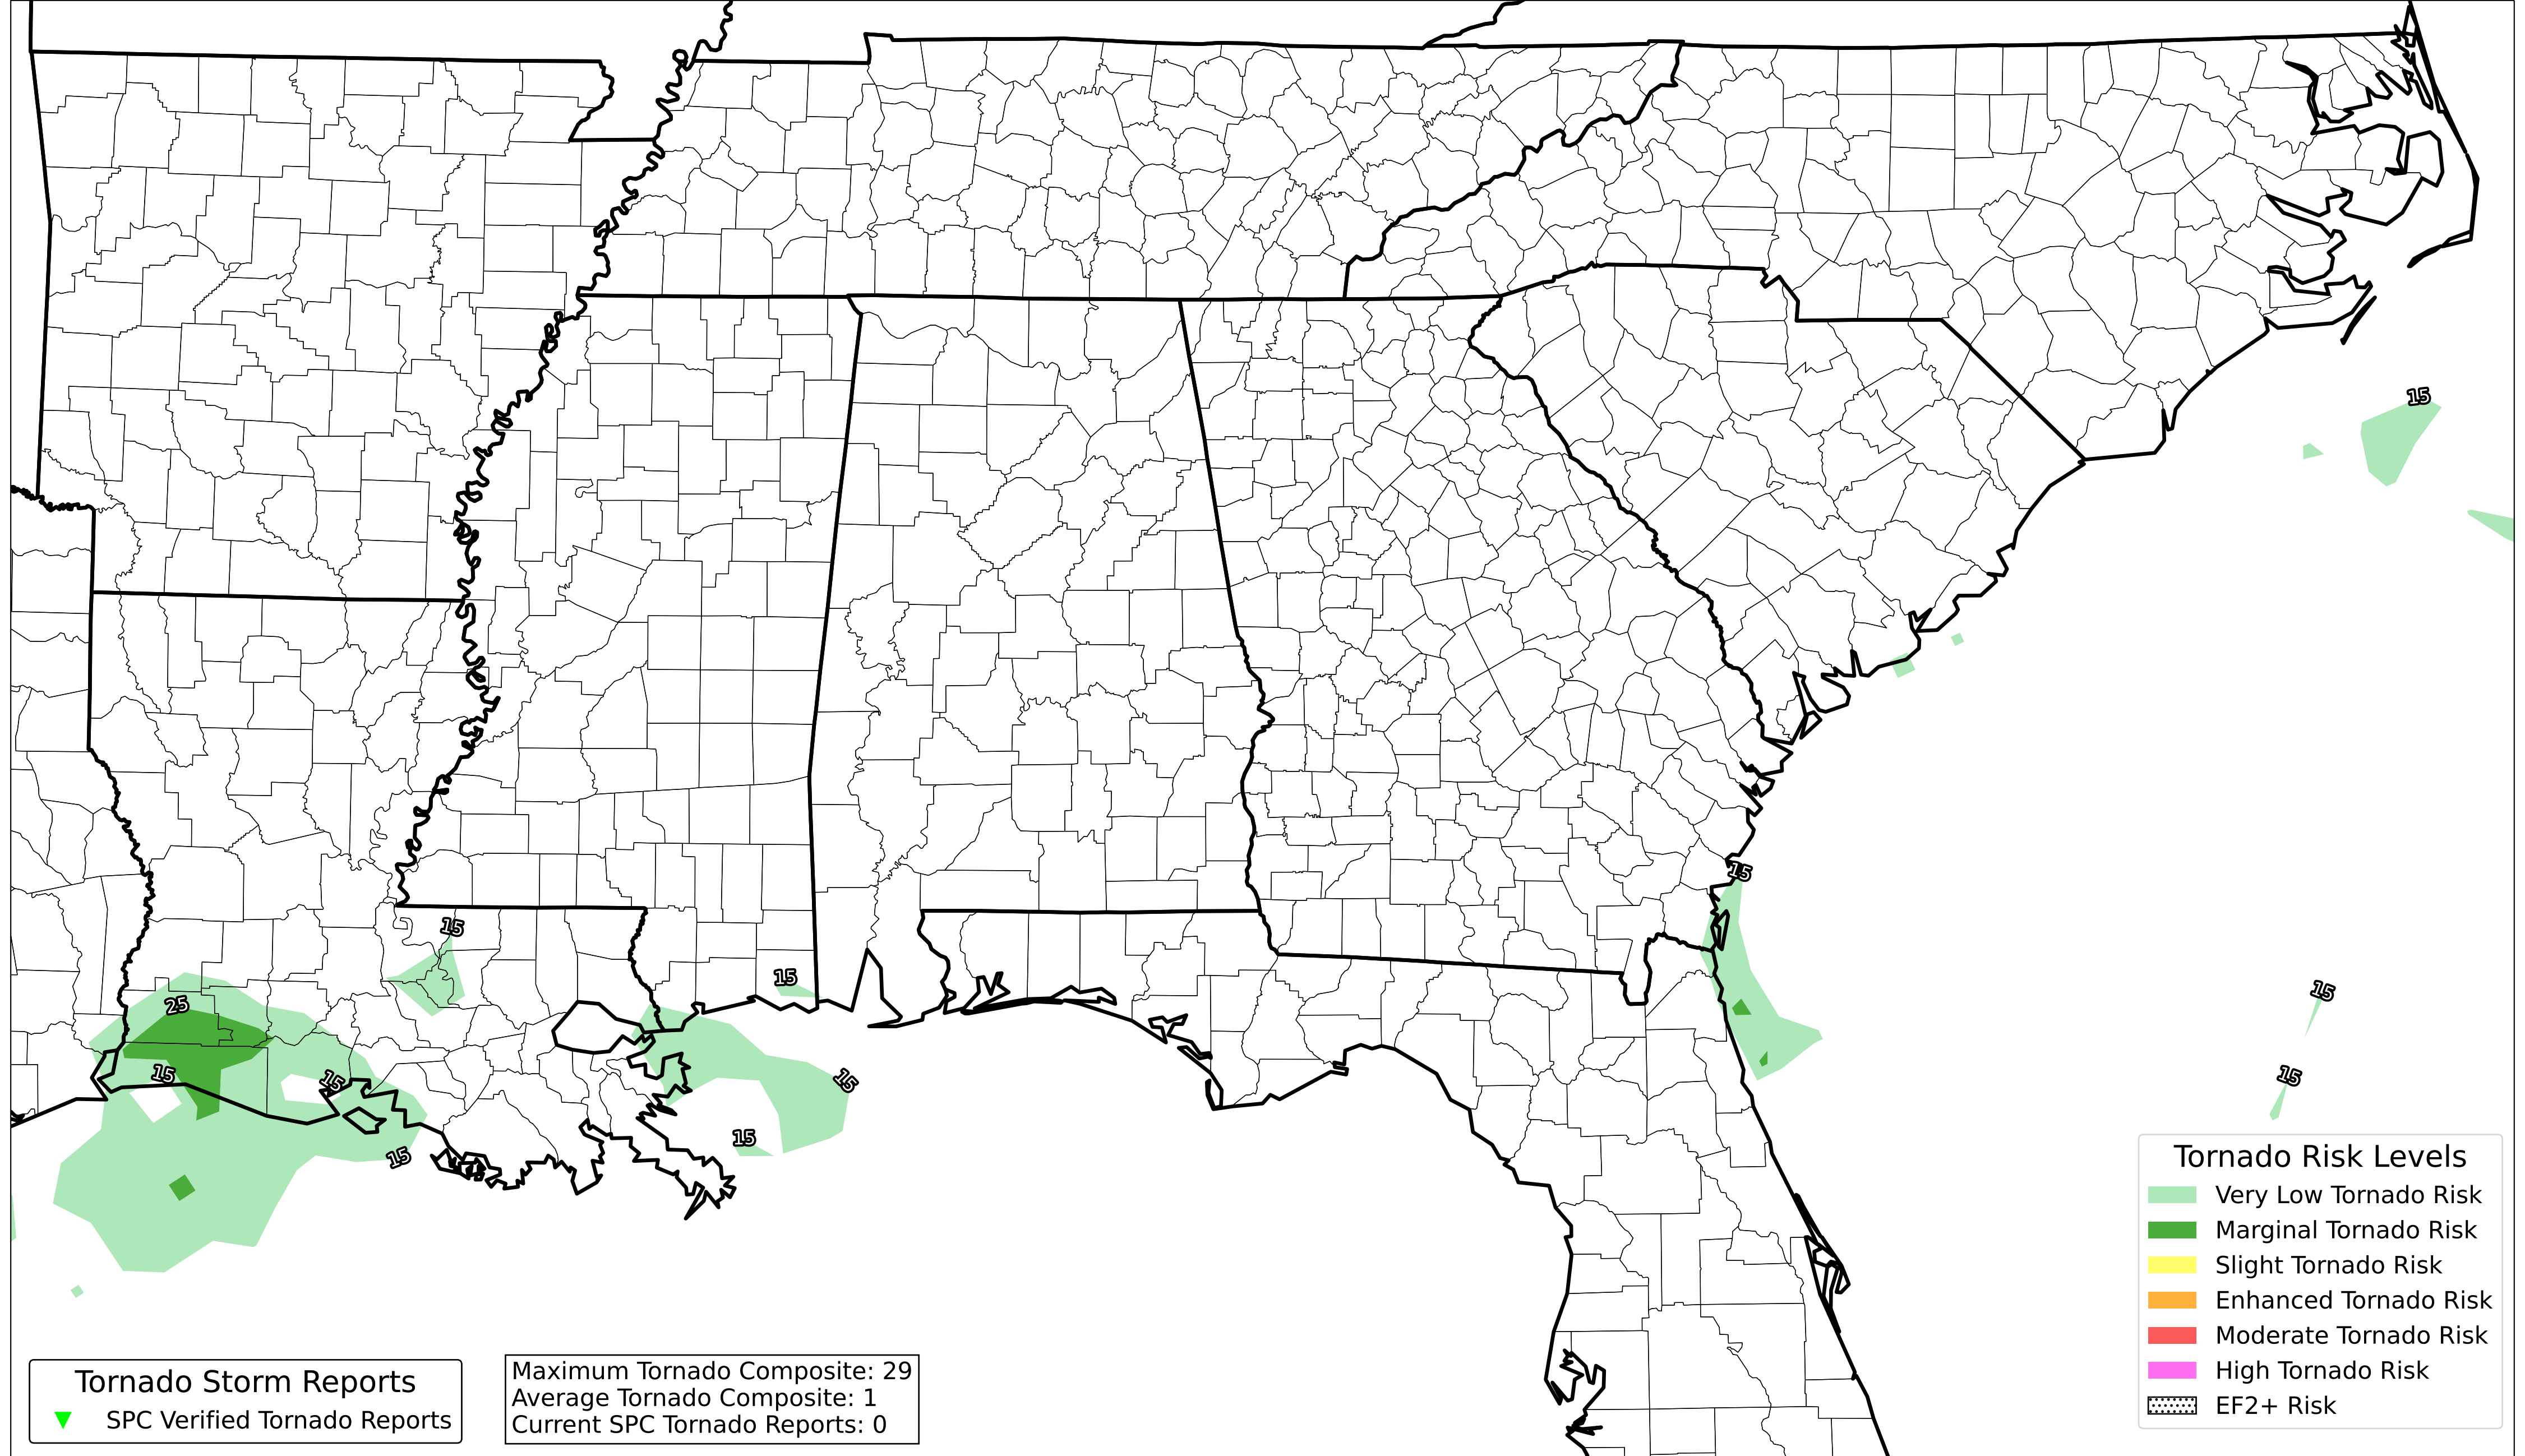 15
15
15
15
25
15
15
15
15
15
15
15
Tornado Risk Levels
Very Low Tornado Risk
Marginal Tornado Risk
Slight Tornado Risk
Enhanced Tornado Risk
Moderate Tornado Risk
High Tornado Risk
EF2+ Risk
Tornado Storm Reports
SPC Verified Tornado Reports
Maximum Tornado Composite: 29
Average Tornado Composite: 1
Current SPC Tornado Reports: 0